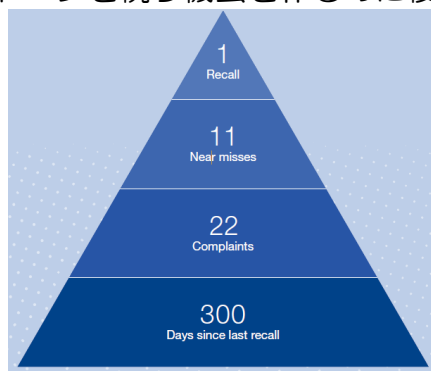 1
Recall
11
Near misses
22
Complaints
300
Days since last recall